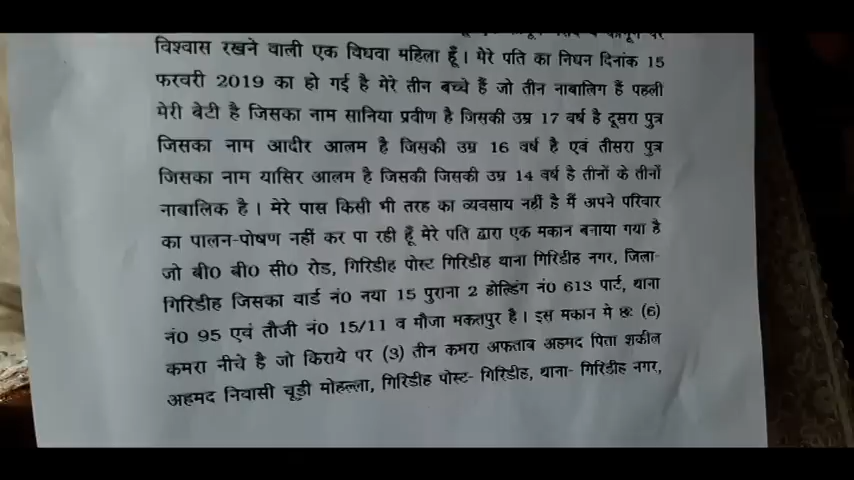 विश्वास रखने वाली एक विधवा महिला हूँ। मेरे पति का निधन दिनांक 15
फरवरी 2019 का हो गई है मेरे तीन बच्चे हैं जो तीन नाबालिग हैं पहली
मेरी बेटी है जिसका नाम सानिया प्रवीण है जिसकी उम्र 17 वर्ष है दूसरा पुत्र
जिसका नाम आदीर आलम है जिसकी उम्र 16 वर्ष है एवं तीसरा पुत्र
जिसका नाम यासिर आलम है जिसकी जिसकी उम्र 14 वर्ष है तीनों के तीनों
नाबालिक है। मेरे पास किसी भी तरह का व्यवसाय नहीं है मैं अपने परिवार
का पालन-पोषण नहीं कर पा रही हूँ मेरे पति द्वारा एक मकान बनाया गया है
जो बी0 बी0 सी0 रोड, गिरिडीह पोस्ट गिरिडीह थाना गिरिडीह नगर, जिला-
गिरिडीह जिसका वार्ड नं0 नया 15 पुराना 2 होल्डिंग नं0 613 पार्ट, थाना
नं0 95 एवं तौजी नं0 15/11 व मौजा मकतपुर है। इस मकान मे छः (6)
कमरा नीचे है जो किराये पर (3) तीन कमरा अफताब अहमद पिता शकील
अहमद निवासी चूड़ी मोहल्ला, गिरिडीह पोस्ट- गिरिडीह, थाना- गिरिडीह नगर,